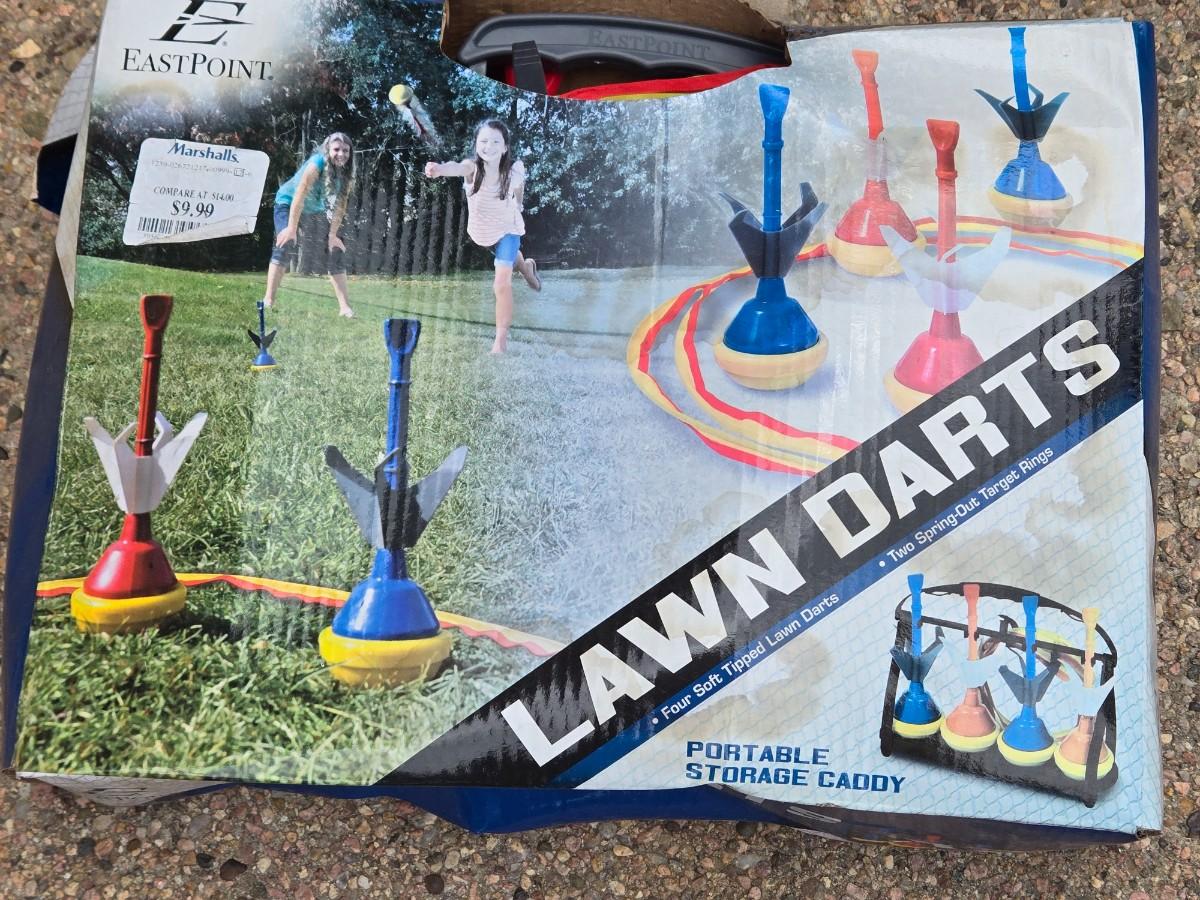 E
EASTPOINT
EASTPOINT
Marshalls.
COMPARE AT $14.00
$9.99
LAWN DARTS
• Four Soft Tipped Lawn Darts • Two Spring-Out Target Rings
PORTABLE
STORAGE CADDY